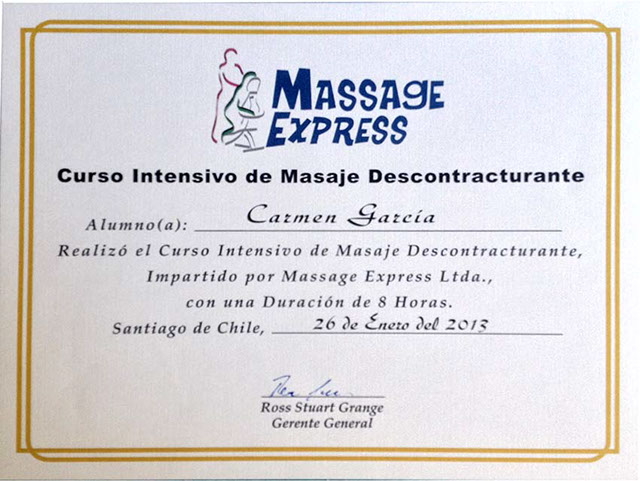 MASSAGE
EXPRESS
Curso Intensivo de Masaje Descontracturante
Alumno(a): Carmen García
Realizó el Curso Intensivo de Masaje Descontracturante,
Impartido por Massage Express Ltda.,
con una Duración de 8 Horas.
Santiago de Chile, 26 de Enero del 2013
Ross Stuart Grange
Gerente General